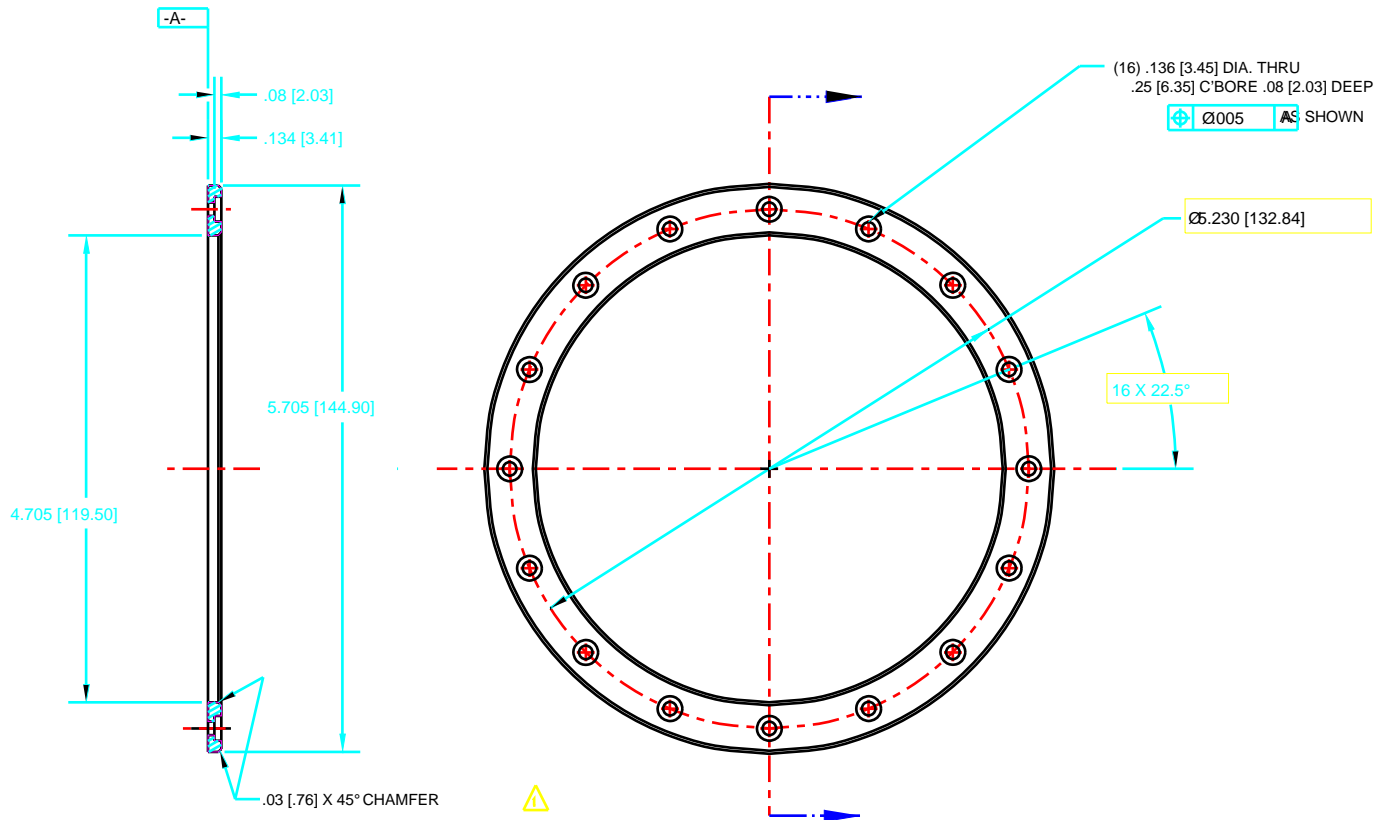 -A-
.08 [2.03]
.134 [3.41]
(16) .136 [3.45] DIA. THRU
.25 [6.35] C'BORE .08 [2.03] DEEP
Ø005 AS SHOWN
Ø5.230 [132.84]
16 X 22.5°
5.705 [144.90]
4.705 [119.50]
.03 [.76] X 45° CHAMFER
1